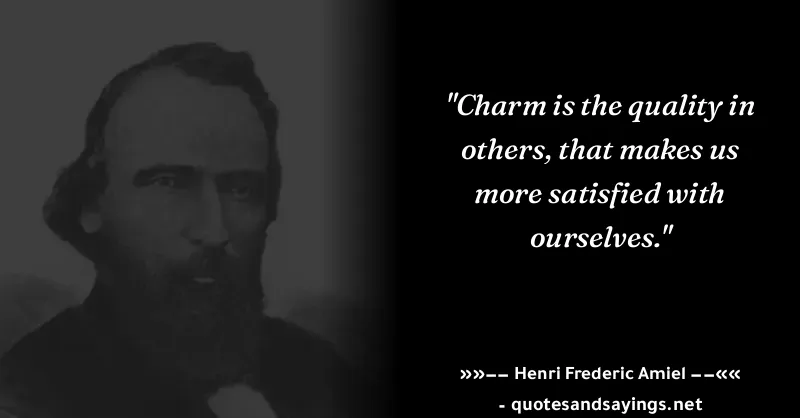 "Charm is the quality in
others, that makes us
more satisfied with
ourselves."
»»−− Henri Frederic Amiel −−««
- quotesandsayings.net